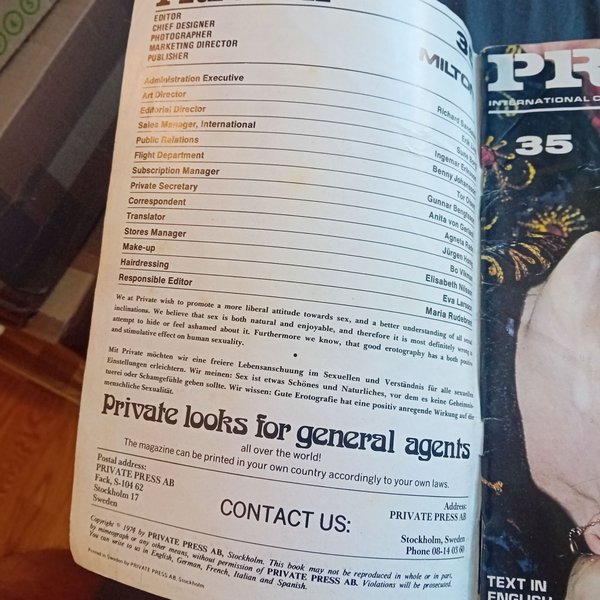 EDITOR
CHIEF DESIGNER
PHOTOGRAPHER
MARKETING DIRECTOR
PUBLISHER
MILTON
Administration Executive
Art Director
Editorial Director Richard
Sales Manager, International Erik
Public Relations Sune
Flight Department Ingemar
Subscription Manager Benny
Private Secretary Tor
Correspondent Gunnar
Translator Anita von
Stores Manager Agneta
Make-up Jürgen
Hairdressing Bo
Responsible Editor Elisabeth
Eva
Maria
We at Private wish to promote a more liberal attitude towards sex, and a better understanding of all sexual
inclinations. We believe that sex is both natural and enjoyable, and therefore it is most definitely wrong to
attempt to hide or feel ashamed about it. Furthermore we know, that good erotography has a both positive
and stimulative effect on human sexuality.
Mit Private möchten wir eine freiere Lebensanschauung im Sexuellen und Verständnis für alle sexuellen
Einstellungen erleichtern. Wir meinen: Sex ist etwas Schönes und Naturliches, vor dem es keine Geheimnis-
tuerei oder Schamgefühle geben sollte. Wir wissen: Gute Erotografie hat eine positiv anregende Wirkung auf die
menschliche Sexualität.
Private looks for general agents
all over the world!
The magazine can be printed in your own country accordingly to your own laws.
Postal address:
PRIVATE PRESS AB
Fack, S-104 62
Stockholm 17
Sweden
CONTACT US:
Address:
PRIVATE PRESS AB
Stockholm, Sweden
Phone 08-14 03 60
Copyright © 1974 by PRIVATE PRESS AB, Stockholm. This book may not be reproduced in whole or in part,
by mimeograph or any other means, without permission of PRIVATE PRESS AB. Violations will be prosecuted.
You can write to us in English, German, French, Italian and Spanish.
Printed in Sweden by PRIVATE PRESS AB, Stockholm
PR
INTERNATIONAL
35
TEXT IN
ENGLISH